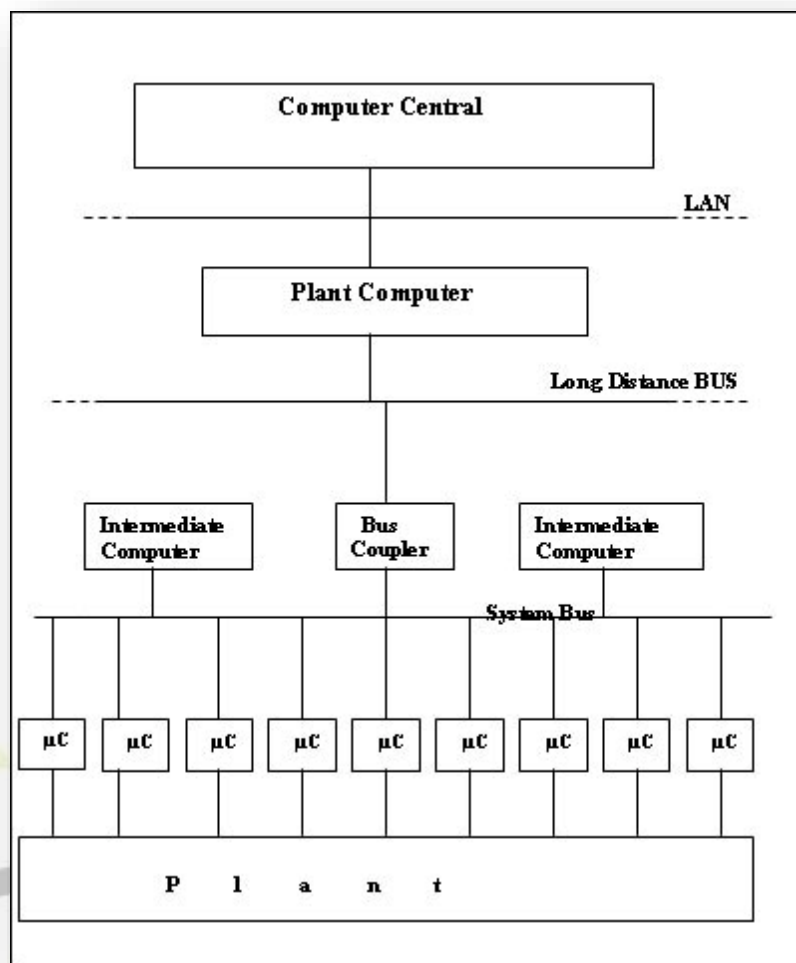 Computer Central
LAN
Plant Computer
Long Distance BUS
Intermediate
Computer
Bus
Coupler
Intermediate
Computer
System Bus
µC µC µC µC µC µC µC µC µC
P l a n t